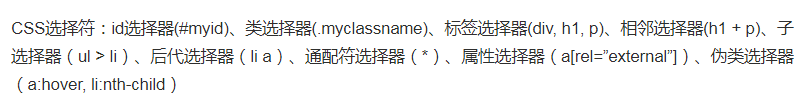 CSS选择符：id选择器(#myid)、类选择器(.myclassname)、标签选择器(div, h1, p)、相邻选择器(h1 + p)、子
选择器（ul > li）、后代选择器（li a）、通配符选择器（*）、属性选择器（a[rel=”external”]）、伪类选择器
（a:hover, li:nth-child）